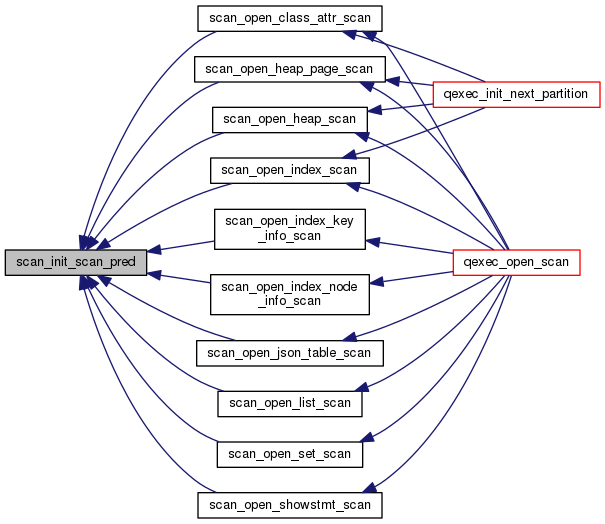 scan_open_class_attr_scan
scan_open_heap_page_scan
qexec_init_next_partition
scan_open_heap_scan
scan_open_index_scan
scan_open_index_key
_info_scan
scan_init_scan_pred
qexec_open_scan
scan_open_index_node
_info_scan
scan_open_json_table_scan
scan_open_list_scan
scan_open_set_scan
scan_open_showstmt_scan